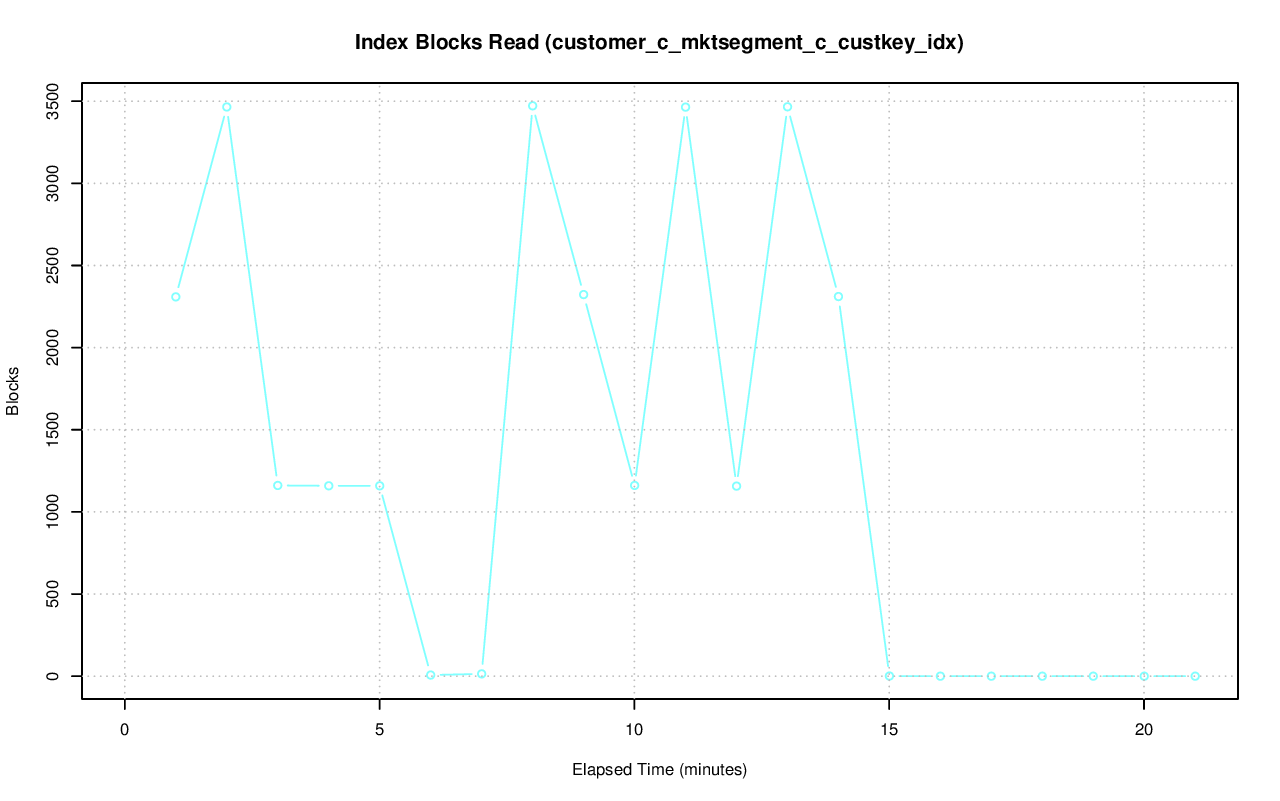 Index Blocks Read (customer_c_mktsegment_c_custkey_idx)
3500
3000
2500
2000
1500
1000
500
0
Blocks
0 5 10 15 20
Elapsed Time (minutes)